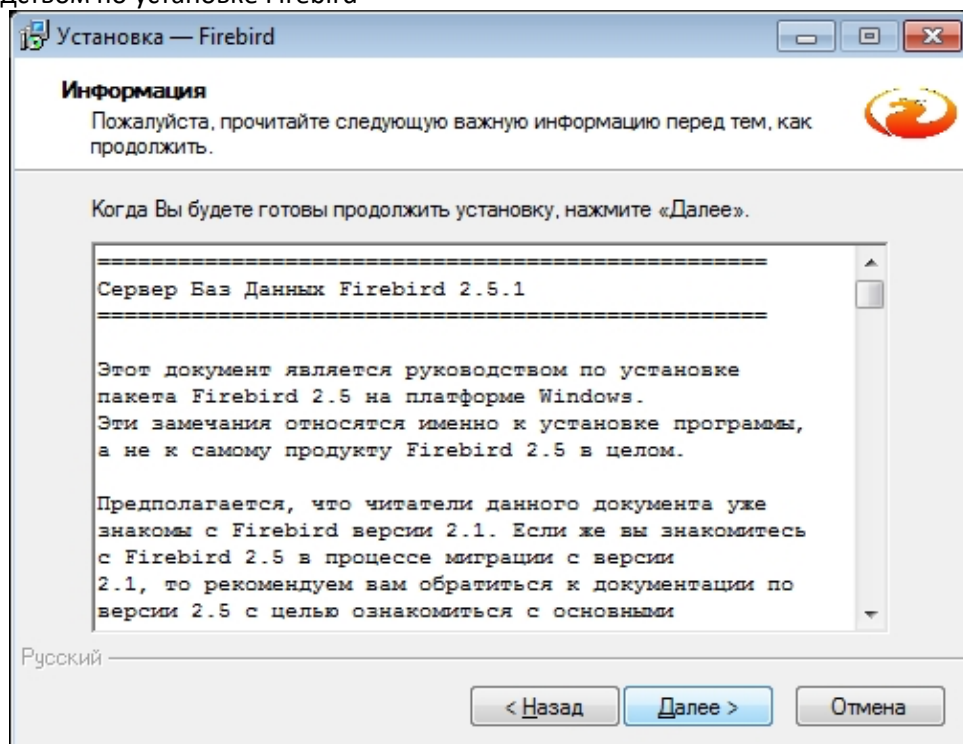 дством по установке Firebird
Установка — Firebird
Информация
Пожалуйста, прочитайте следующую важную информацию перед тем, как
продолжить.
Когда Вы будете готовы продолжить установку, нажмите «Далее».
==================================================
Сервер Баз Данных Firebird 2.5.1
==================================================
Этот документ является руководством по установке
пакета Firebird 2.5 на платформе Windows.
Эти замечания относятся именно к установке программы,
а не к самому продукту Firebird 2.5 в целом.
Предполагается, что читатели данного документа уже
знакомы с Firebird версии 2.1. Если же вы знакомитесь
с Firebird 2.5 в процессе миграции с версии
2.1, то рекомендуем вам обратиться к документации по
версии 2.5 с целью ознакомиться с основными
Русский
< Назад
Далее >
Отмена